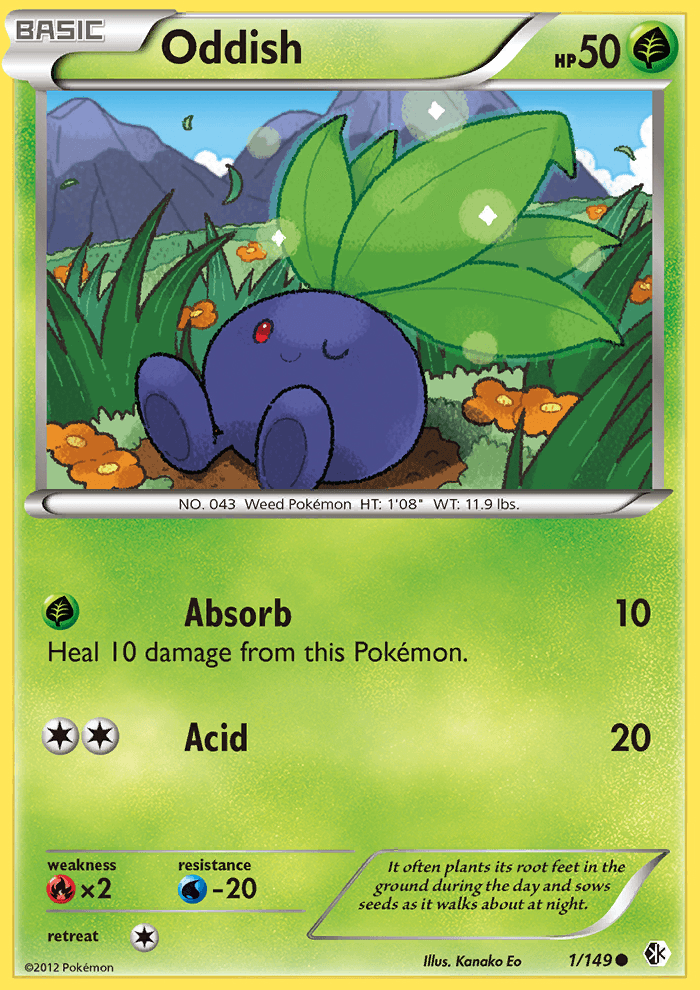 BASIC
Oddish
HP50
NO. 043 Weed Pokémon HT: 1'08" WT: 11.9 lbs.
Absorb 10
Heal 10 damage from this Pokémon.
Acid 20
weakness resistance
×2 -20
retreat
It often plants its root feet in the
ground during the day and sows
seeds as it walks about at night.
©2012 Pokémon
Illus. Kanako Eo 1/149